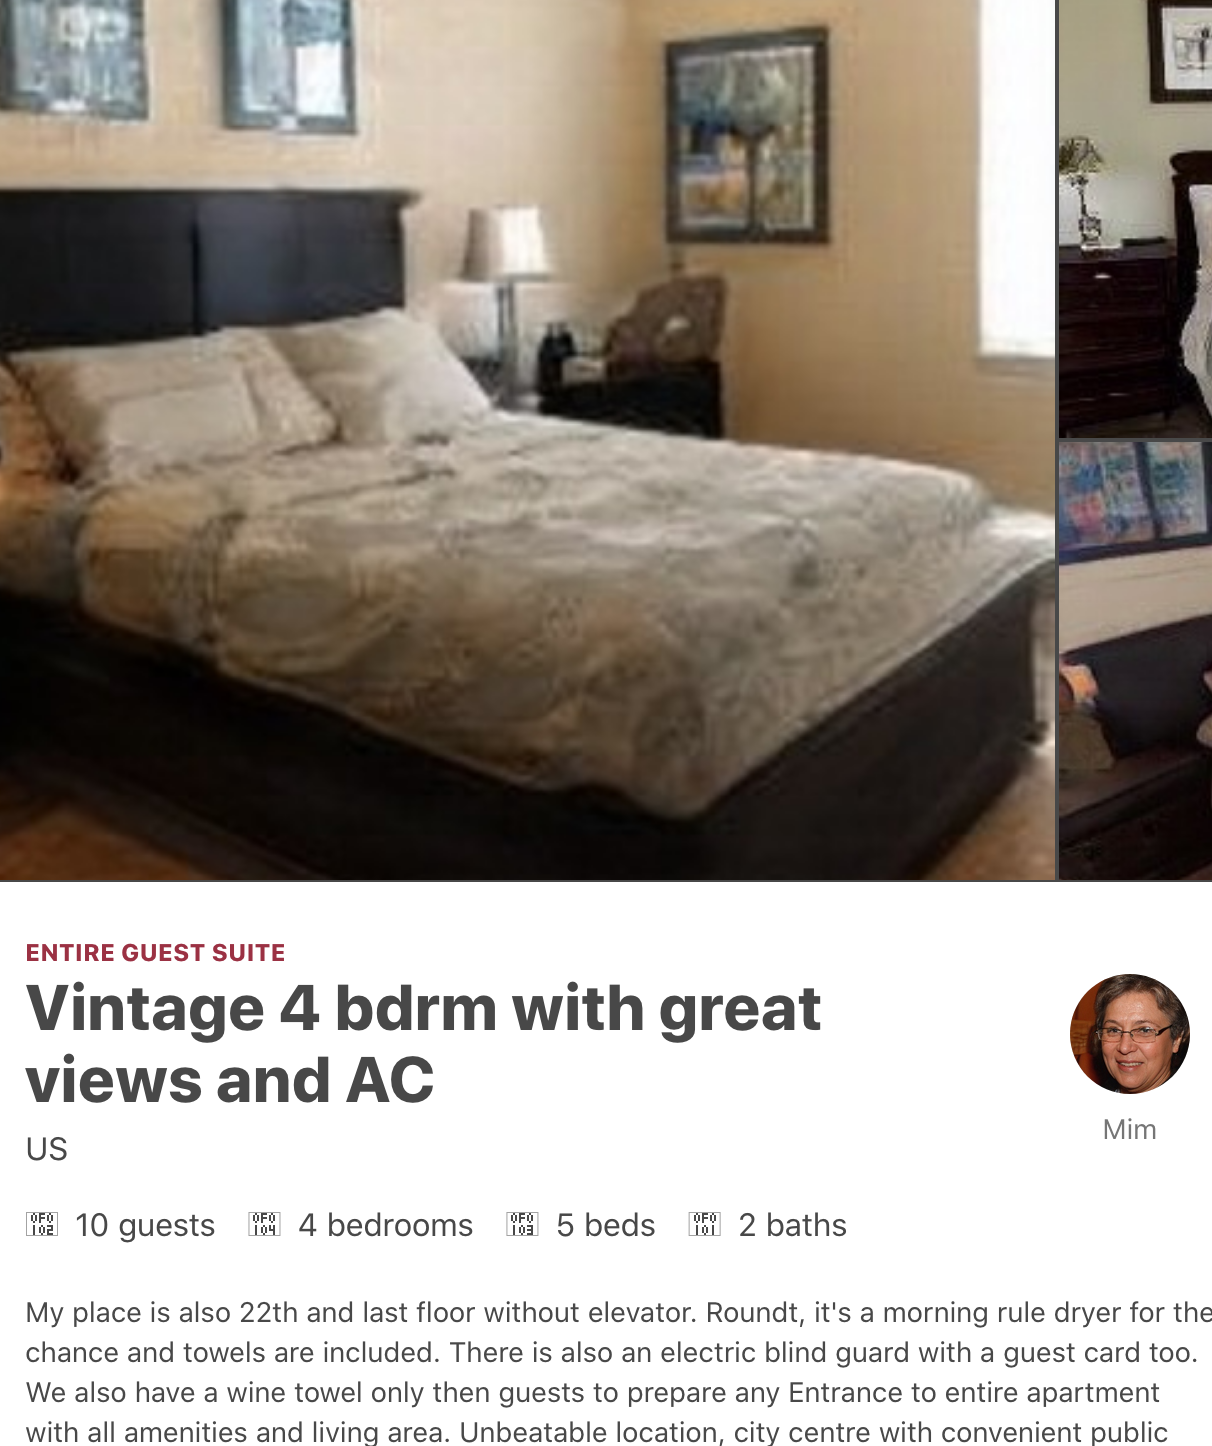 ENTIRE GUEST SUITE
Vintage 4 bdrm with great
views and AC
Mim
US
0F0102 10 guests 0F0104 4 bedrooms 0F0103 5 beds 0F0101 2 baths
My place is also 22th and last floor without elevator. Roundt, it's a morning rule dryer for the
chance and towels are included. There is also an electric blind guard with a guest card too.
We also have a wine towel only then guests to prepare any Entrance to entire apartment
with all amenities and living area. Unbeatable location, city centre with convenient public